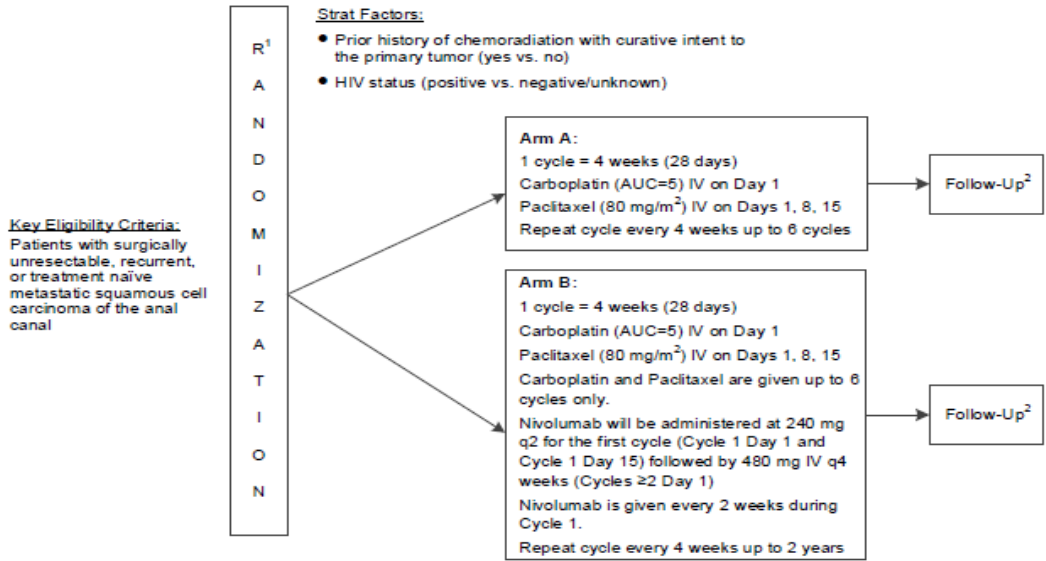 Strat Factors:
● Prior history of chemoradiation with curative intent to
the primary tumor (yes vs. no)
● HIV status (positive vs. negative/unknown)
Key Eligibility Criteria:
Patients with surgically
unresectable, recurrent,
or treatment naïve
metastatic squamous cell
carcinoma of the anal
canal
R¹
A
N
D
O
M
I
Z
A
T
I
O
N
Arm A:
1 cycle = 4 weeks (28 days)
Carboplatin (AUC=5) IV on Day 1
Paclitaxel (80 mg/m²) IV on Days 1, 8, 15
Repeat cycle every 4 weeks up to 6 cycles
Follow-Up²
Arm B:
1 cycle = 4 weeks (28 days)
Carboplatin (AUC=5) IV on Day 1
Paclitaxel (80 mg/m²) IV on Days 1, 8, 15
Carboplatin and Paclitaxel are given up to 6
cycles only.
Nivolumab will be administered at 240 mg
q2 for the first cycle (Cycle 1 Day 1 and
Cycle 1 Day 15) followed by 480 mg IV q4
weeks (Cycles ≥2 Day 1)
Nivolumab is given every 2 weeks during
Cycle 1.
Repeat cycle every 4 weeks up to 2 years
Follow-Up²